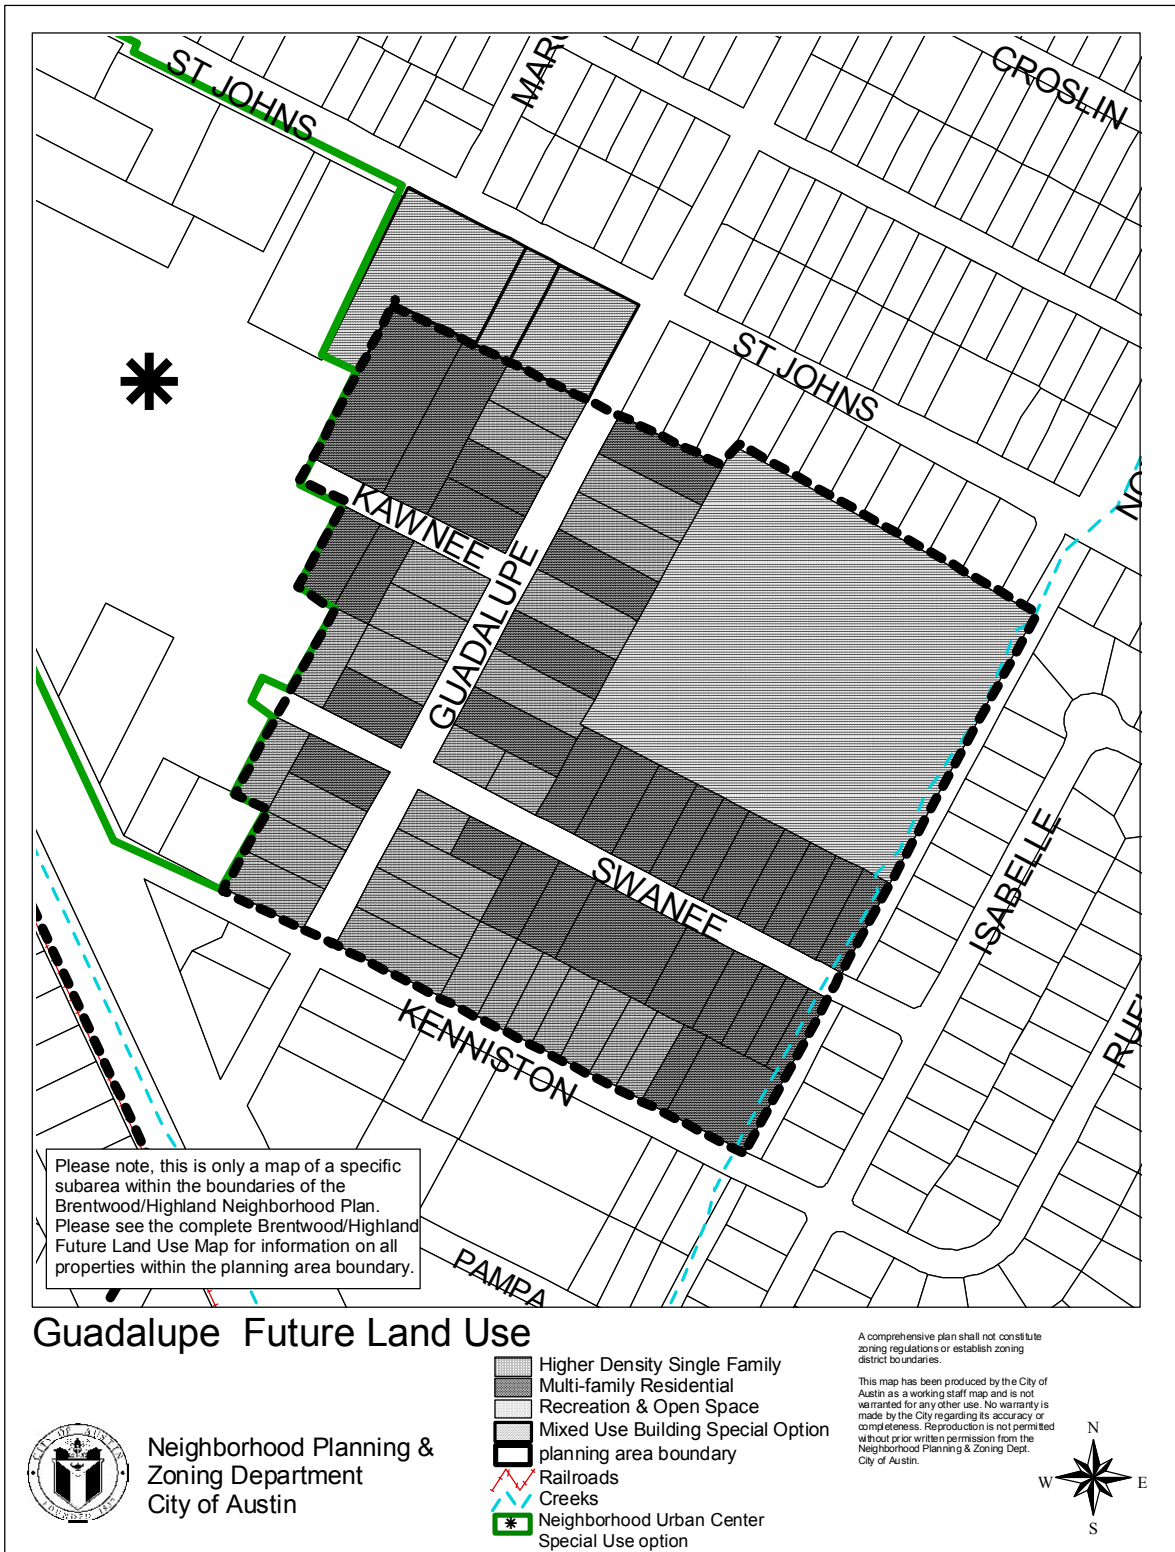 ST JOHNS
CROSLIN
ST JOHNS
KAWNEE
GUADALUPE
SWANEE
ISABELLE
KENNISTON
PAMPA
Please note, this is only a map of a specific
subarea within the boundaries of the
Brentwood/Highland Neighborhood Plan.
Please see the complete Brentwood/Highland
Future Land Use Map for information on all
properties within the planning area boundary.
Guadalupe Future Land Use
Higher Density Single Family
Multi-family Residential
Recreation & Open Space
Mixed Use Building Special Option
planning area boundary
Railroads
Creeks
Neighborhood Urban Center
Special Use option
CITY OF AUSTIN
FOUNDED 1839
Neighborhood Planning &
Zoning Department
City of Austin
A comprehensive plan shall not constitute
zoning regulations or establish zoning
district boundaries.
This map has been produced by the City of
Austin as a working staff map and is not
warranted for any other use. No warranty is
made by the City regarding its accuracy or
completeness. Reproduction is not permitted
without prior written permission from the
Neighborhood Planning & Zoning Dept.
City of Austin.
N
W E
S